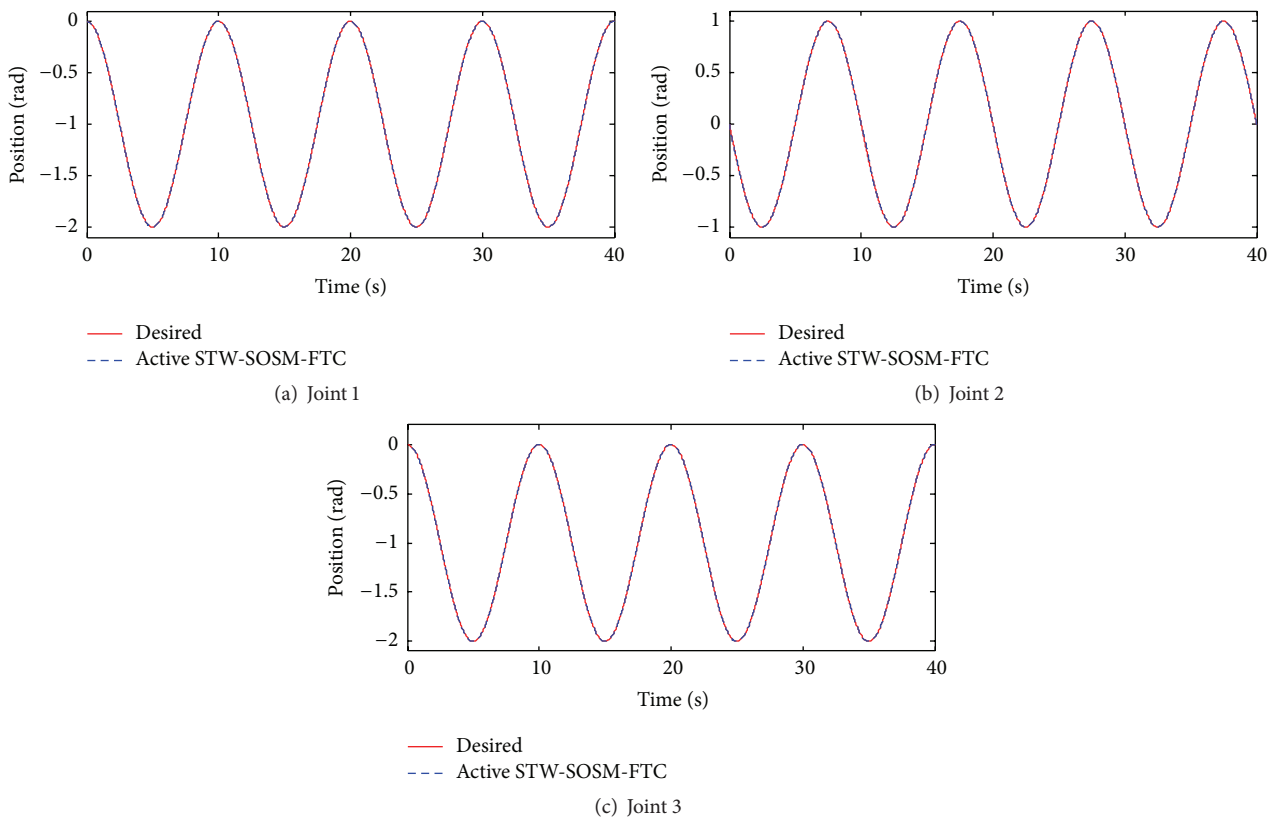 0
−0.5
−1
−1.5
−2
Position (rad)
0 10 20 30 40
Time (s)
Desired
Active STW-SOSM-FTC
(a) Joint 1
1
0.5
0
−0.5
−1
Position (rad)
0 10 20 30 40
Time (s)
Desired
Active STW-SOSM-FTC
(b) Joint 2
0
−0.5
−1
−1.5
−2
Position (rad)
0 10 20 30 40
Time (s)
Desired
Active STW-SOSM-FTC
(c) Joint 3